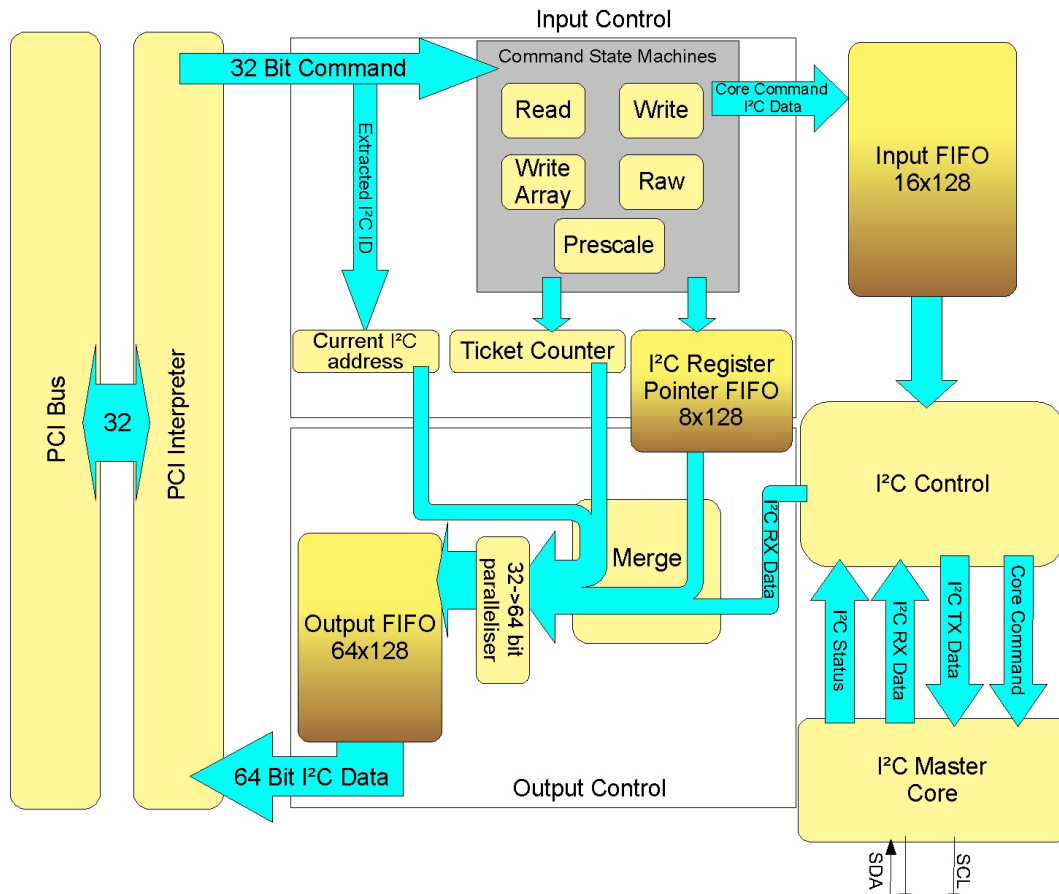 Input Control
Command State Machines
32 Bit Command
Core Command
I²C Data
Read
Write
Write
Array
Raw
Prescale
Input FIFO
16x128
Extracted I²C ID
Current I²C
address
Ticket Counter
I²C Register
Pointer FIFO
8x128
PCI Bus
32
PCI Interpreter
I²C Control
I²C RX Data
Merge
32->64 bit
paralleliser
Output FIFO
64x128
I²C Status
I²C RX Data
I²C TX Data
Core Command
64 Bit I²C Data
Output Control
I²C Master
Core
SDA
SCL